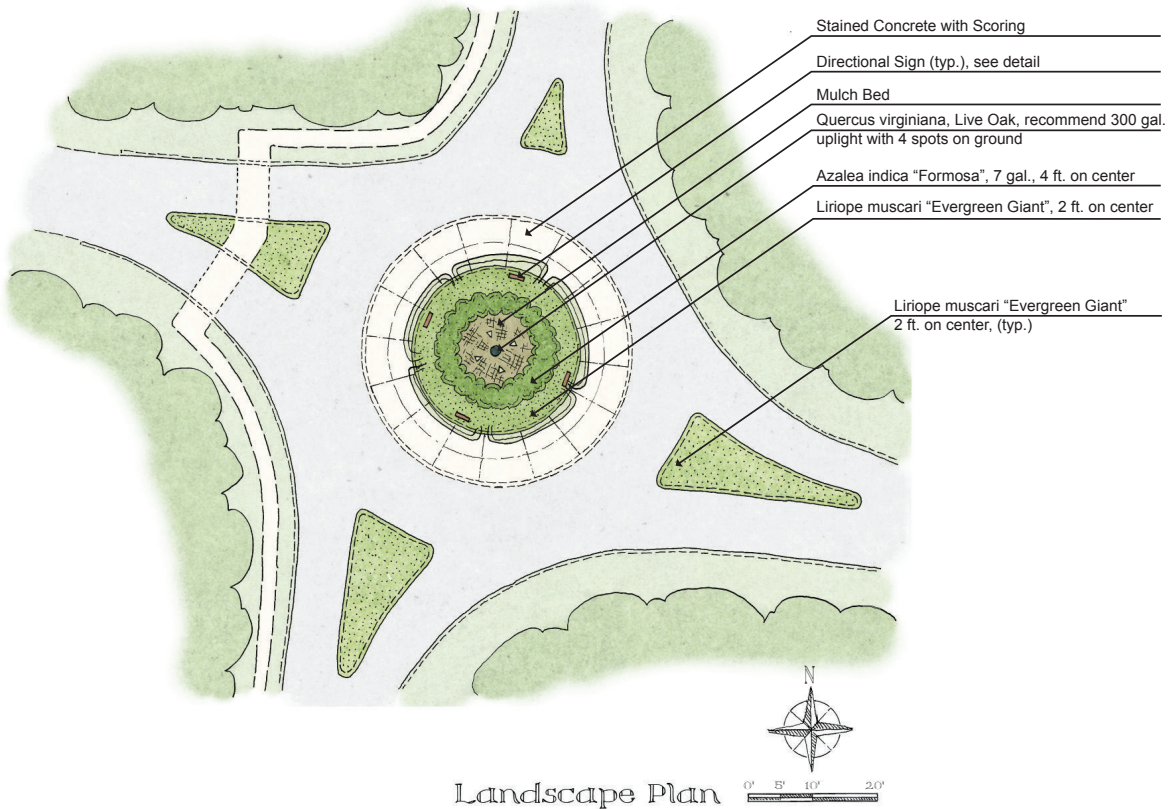 Stained Concrete with Scoring
Directional Sign (typ.), see detail
Mulch Bed
Quercus virginiana, Live Oak, recommend 300 gal.
uplight with 4 spots on ground
Azalea indica “Formosa”, 7 gal., 4 ft. on center
Liriope muscari “Evergreen Giant”, 2 ft. on center
Liriope muscari “Evergreen Giant”
2 ft. on center, (typ.)
N
Landscape Plan
0' 5' 10' 20'